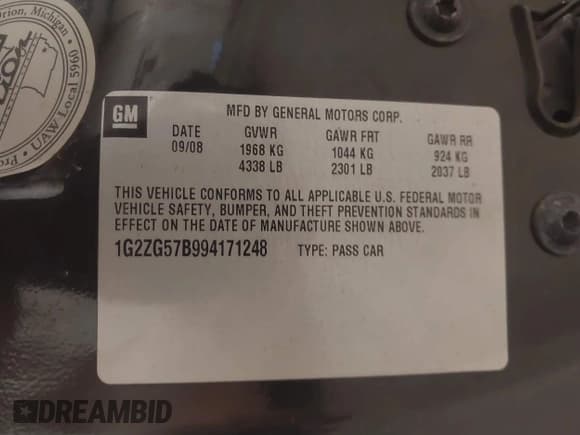 Orion, Michigan
UAW Local 5960
GM
MFD BY GENERAL MOTORS CORP.
DATE GVWR GAWR FRT GAWR RR
09/08 1968 KG 1044 KG 924 KG
4338 LB 2301 LB 2037 LB
THIS VEHICLE CONFORMS TO ALL APPLICABLE U.S. FEDERAL MOTOR
VEHICLE SAFETY, BUMPER, AND THEFT PREVENTION STANDARDS IN
EFFECT ON THE DATE OF MANUFACTURE SHOWN ABOVE.
1G2ZG57B994171248 TYPE: PASS CAR
DREAMBID